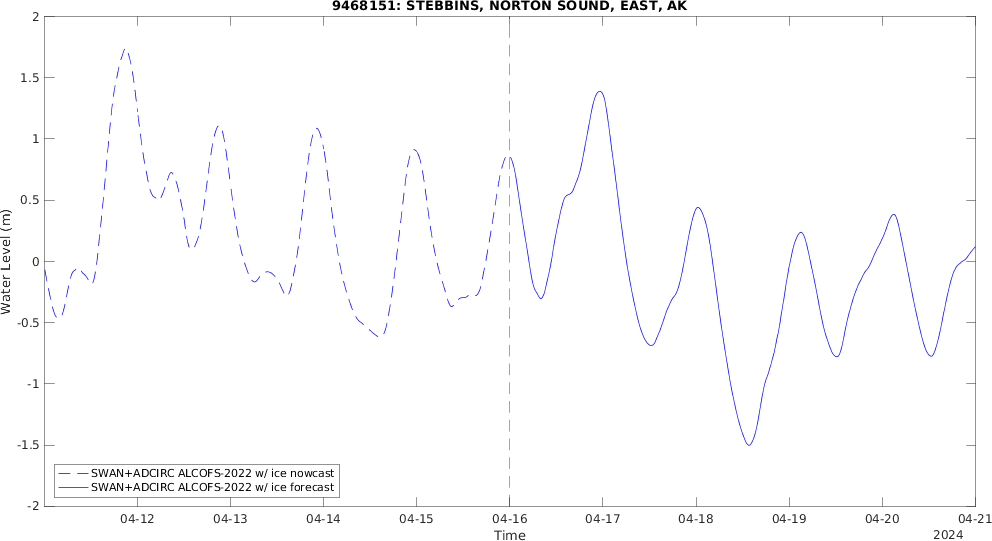 9468151: STEBBINS, NORTON SOUND, EAST, AK
2
1.5
1
0.5
0
-0.5
-1
-1.5
-2
Water Level (m)
SWAN+ADCIRC ALCOFS-2022 w/ ice nowcast
SWAN+ADCIRC ALCOFS-2022 w/ ice forecast
04-12 04-13 04-14 04-15 04-16 04-17 04-18 04-19 04-20 04-21
Time
2024